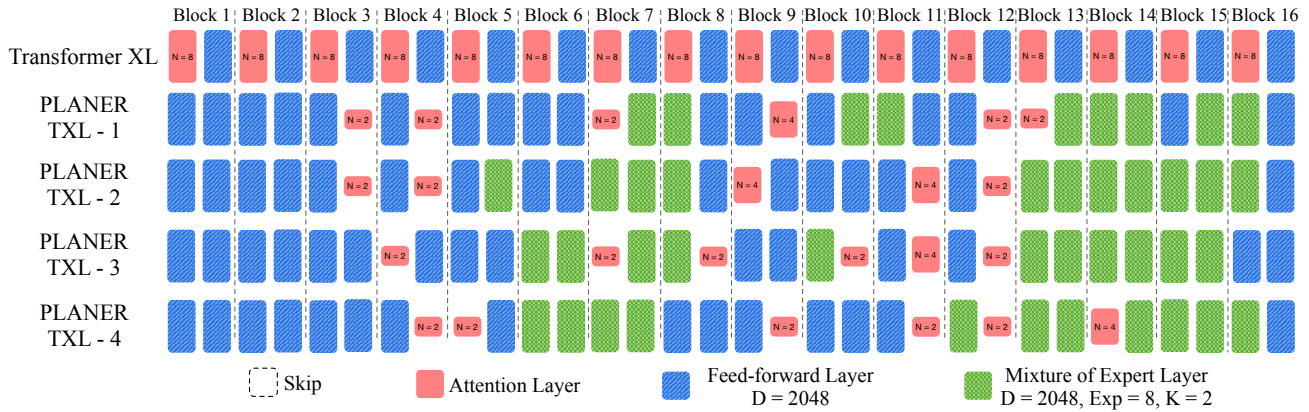 Block 1 Block 2 Block 3 Block 4 Block 5 Block 6 Block 7 Block 8 Block 9 Block 10 Block 11 Block 12 Block 13 Block 14 Block 15 Block 16
Transformer XL N = 8 N = 8 N = 8 N = 8 N = 8 N = 8 N = 8 N = 8 N = 8 N = 8 N = 8 N = 8 N = 8 N = 8 N = 8 N = 8
PLANER
TXL - 1 N = 2 N = 2 N = 2 N = 4 N = 2 N = 2
PLANER
TXL - 2 N = 2 N = 2 N = 4 N = 4 N = 2
PLANER
TXL - 3 N = 2 N = 2 N = 2 N = 2 N = 4 N = 2
PLANER
TXL - 4 N = 2 N = 2 N = 2 N = 2 N = 2 N = 4
Skip Attention Layer Feed-forward Layer Mixture of Expert Layer
D = 2048 D = 2048, Exp = 8, K = 2